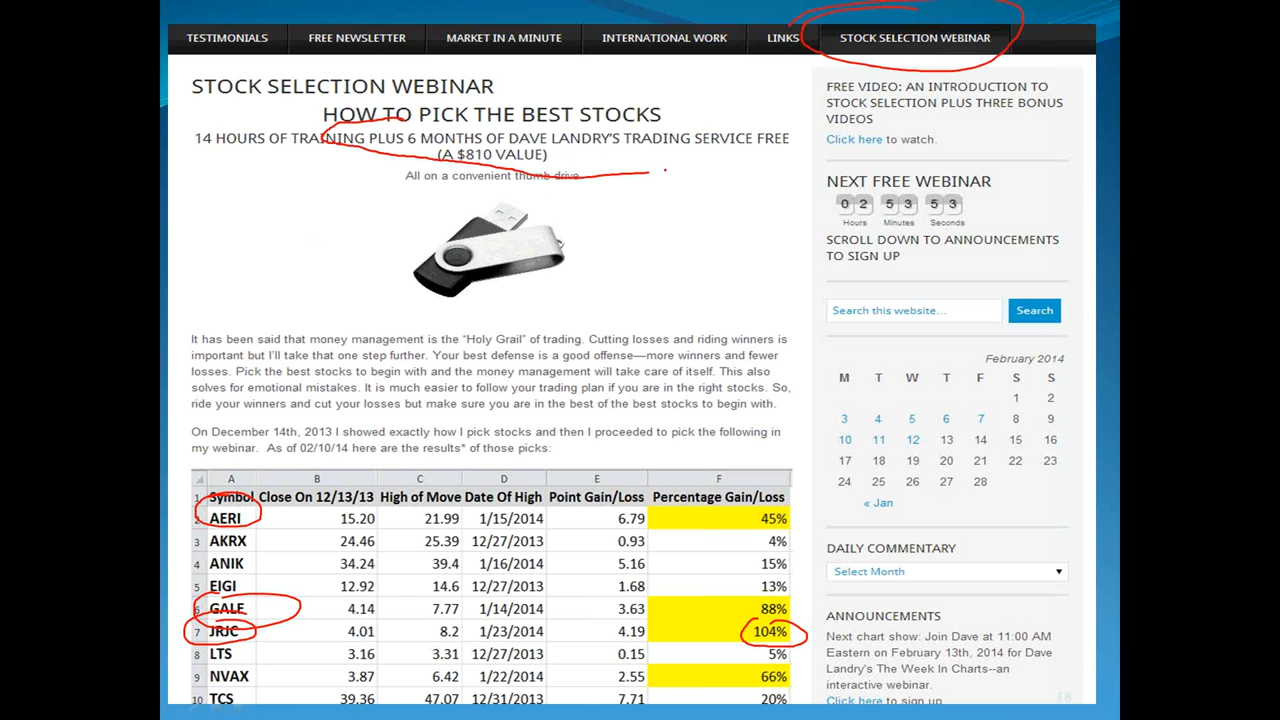 TESTIMONIALS FREE NEWSLETTER MARKET IN A MINUTE INTERNATIONAL WORK LINKS STOCK SELECTION WEBINAR
STOCK SELECTION WEBINAR
HOW TO PICK THE BEST STOCKS
14 HOURS OF TRAINING PLUS 6 MONTHS OF DAVE LANDRY'S TRADING SERVICE FREE
(A $810 VALUE)
All on a convenient thumb drive
It has been said that money management is the “Holy Grail” of trading. Cutting losses and riding winners is
important but I'll take that one step further. Your best defense is a good offense—more winners and fewer
losses. Pick the best stocks to begin with and the money management will take care of itself. This also
solves for emotional mistakes. It is much easier to follow your trading plan if you are in the right stocks. So,
ride your winners and cut your losses but make sure you are in the best of the best stocks to begin with.
On December 14th, 2013 I showed exactly how I pick stocks and then I proceeded to pick the following in
my webinar. As of 02/10/14 here are the results* of those picks:
A B C D E F
1 Symbol Close On 12/13/13 High of Move Date Of High Point Gain/Loss Percentage Gain/Loss
2 AERI 15.20 21.99 1/15/2014 6.79 45%
3 AKRX 24.46 25.39 12/27/2013 0.93 4%
4 ANIK 34.24 39.4 1/16/2014 5.16 15%
5 EIGI 12.92 14.6 12/27/2013 1.68 13%
6 GALE 4.14 7.77 1/14/2014 3.63 88%
7 JRJC 4.01 8.2 1/23/2014 4.19 104%
8 LTS 3.16 3.31 12/27/2013 0.15 5%
9 NVAX 3.87 6.42 1/22/2014 2.55 66%
10 TCS 39.36 47.07 12/31/2013 7.71 20%
FREE VIDEO: AN INTRODUCTION TO
STOCK SELECTION PLUS THREE BONUS
VIDEOS
Click here to watch.
NEXT FREE WEBINAR
02 53 53
Hours Minutes Seconds
SCROLL DOWN TO ANNOUNCEMENTS
TO SIGN UP
Search this website… Search
February 2014
M T W T F S S
1 2
3 4 5 6 7 8 9
10 11 12 13 14 15 16
17 18 19 20 21 22 23
24 25 26 27 28
« Jan
DAILY COMMENTARY
Select Month
ANNOUNCEMENTS
Next chart show: Join Dave at 11:00 AM
Eastern on February 13th, 2014 for Dave
Landry's The Week In Charts--an
interactive webinar.
Click here to sign up
18